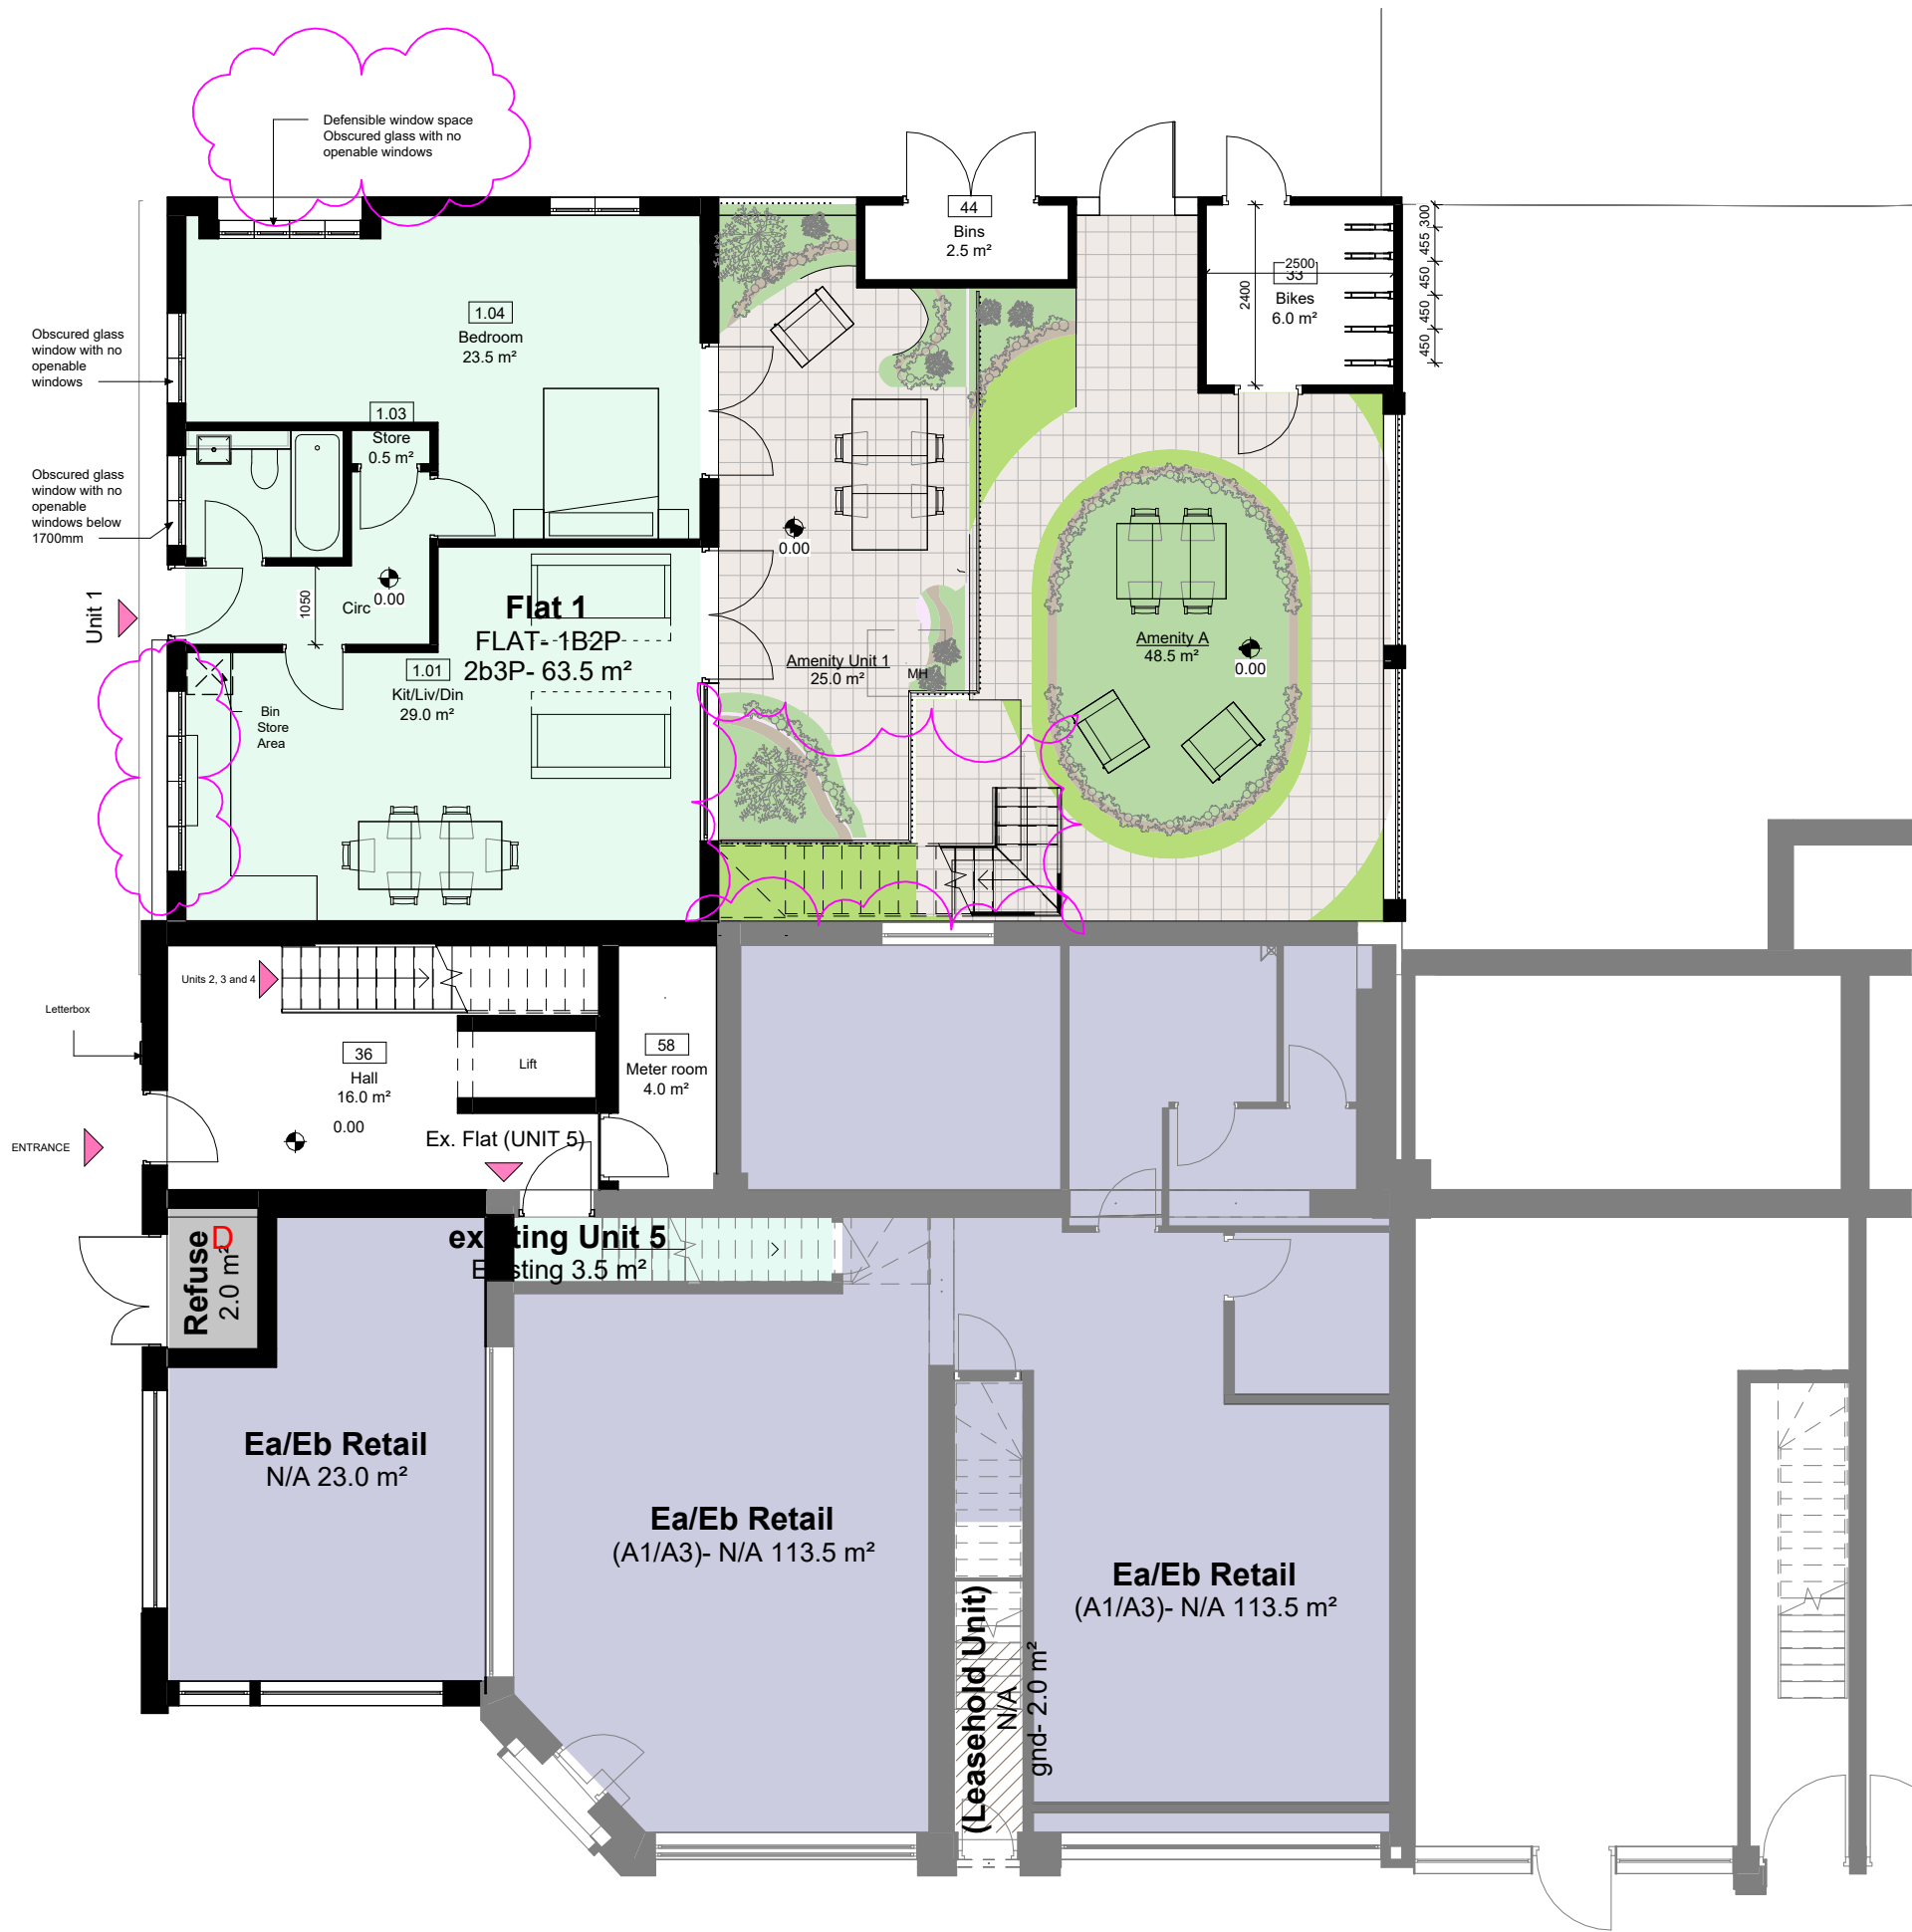 Defensible window space
Obscured glass with no
openable windows
44
Bins
2.5 m²
300
455
450
450
450
2500
33
2400
Bikes
6.0 m²
1.04
Bedroom
23.5 m²
Obscured glass
window with no
openable
windows
1.03
Store
0.5 m²
Obscured glass
window with no
openable
windows below
1700mm
0.00
Unit 1
1050
Circ
0.00
Flat 1
FLAT- 1B2P
2b3P- 63.5 m²
1.01
Kit/Liv/Din
29.0 m²
Bin
Store
Area
Amenity Unit 1
25.0 m²
MH
Amenity A
48.5 m²
0.00
Units 2, 3 and 4
Letterbox
36
Hall
16.0 m²
0.00
Lift
58
Meter room
4.0 m²
ENTRANCE
Ex. Flat (UNIT 5)
Refuse
2.0 m²
D
existing Unit 5
Existing 3.5 m²
Ea/Eb Retail
N/A 23.0 m²
Ea/Eb Retail
(A1/A3)- N/A 113.5 m²
Ea/Eb Retail
(A1/A3)- N/A 113.5 m²
(Leasehold Unit)
N/A
gnd- 2.0 m²